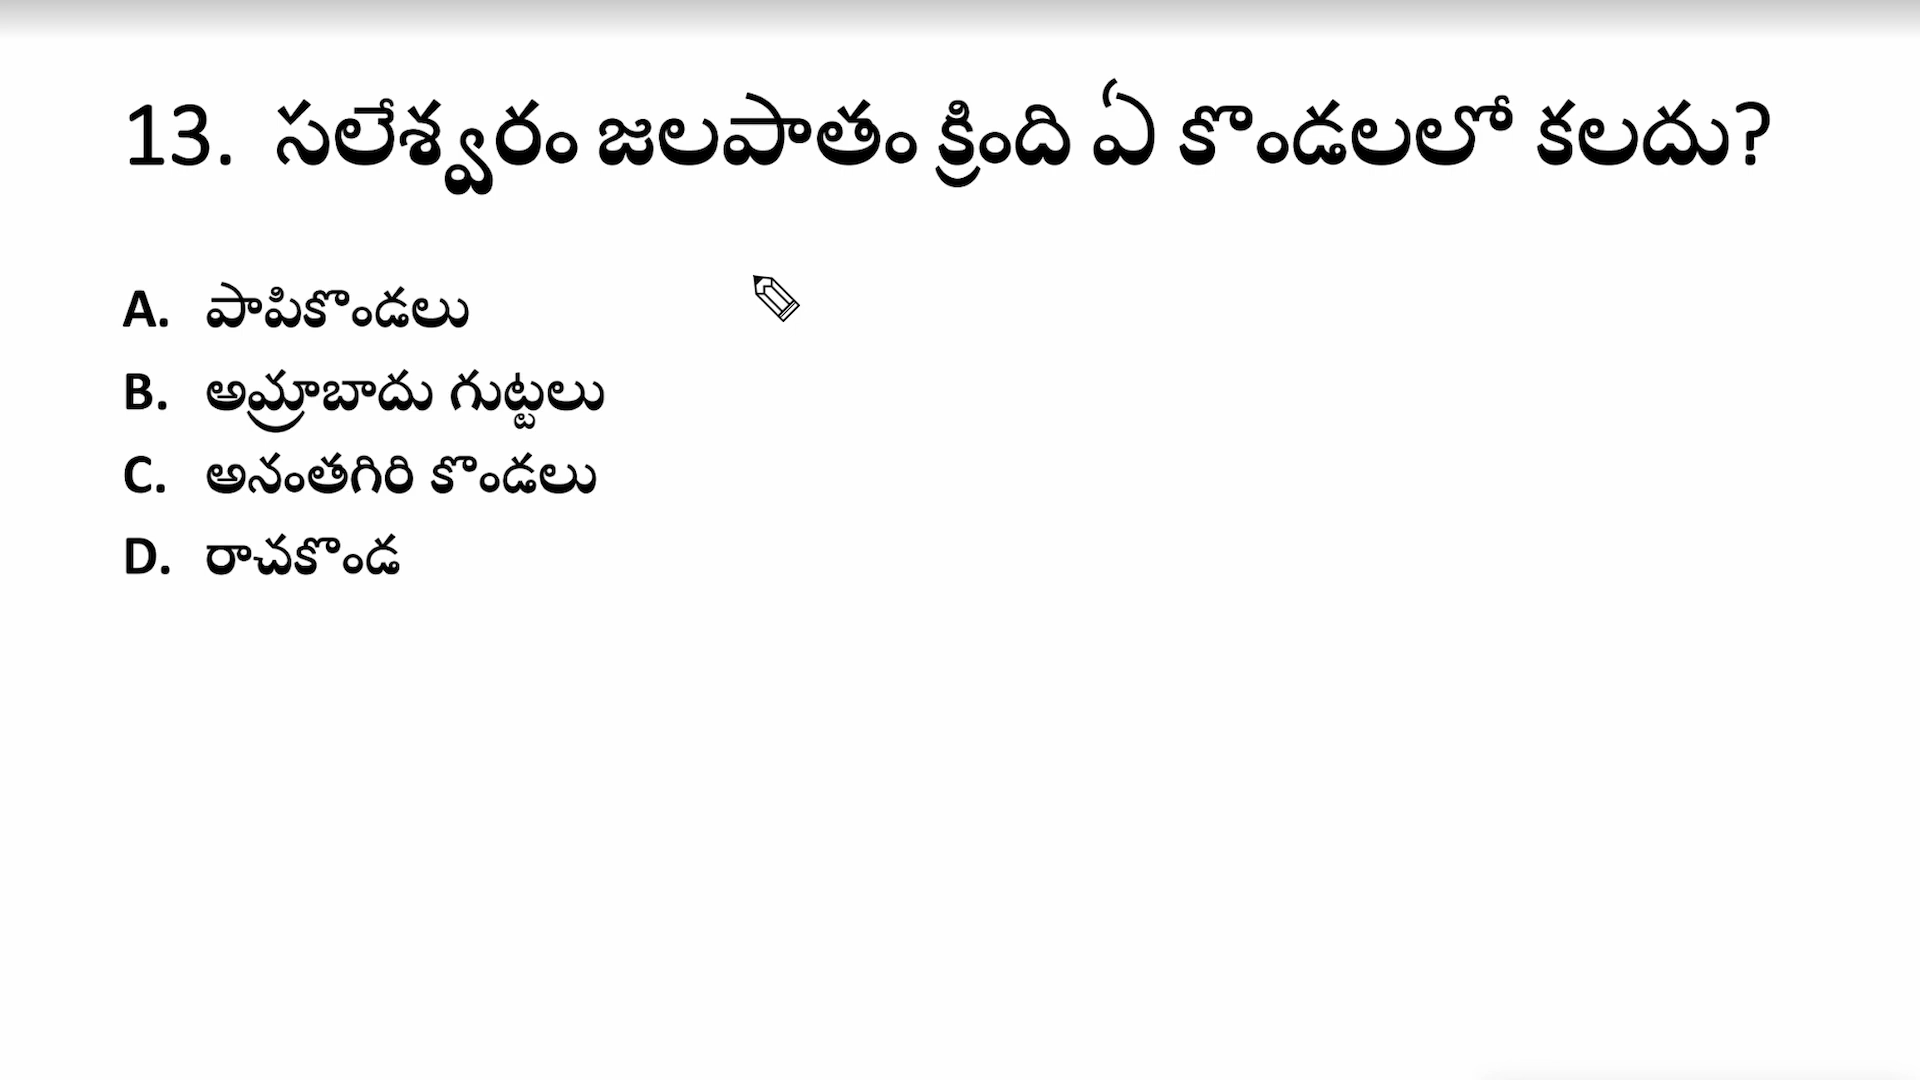 13. సలేశ్వరం జలపాతం క్రింది ఏ కొండలలో కలదు?
A. పాపికొండలు
B. అమ్రాబాదు గుట్టలు
C. అనంతగిరి కొండలు
D. రాచకొండ